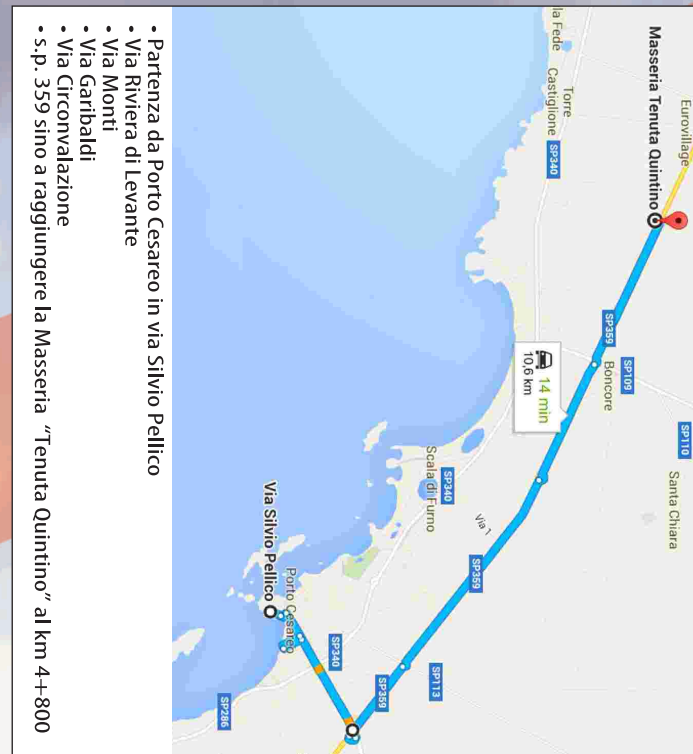 Eurovillage
Masseria Tenuta Quintino
la Fede
Torre
Castiglione
SP340
SP359
SP109
Boncore
SP110
Santa Chiara
14 min
10,6 km
Scala di Furno
SP340
Via 1
SP359
Via Silvio Pellico
Porto Cesareo
SP340
SP359
SP113
SP286
• Partenza da Porto Cesareo in via Silvio Pellico
• Via Riviera di Levante
• Via Monti
• Via Garibaldi
• Via Circonvalazione
• s.p. 359 sino a raggiungere la Masseria "Tenuta Quintino" al km 4+800